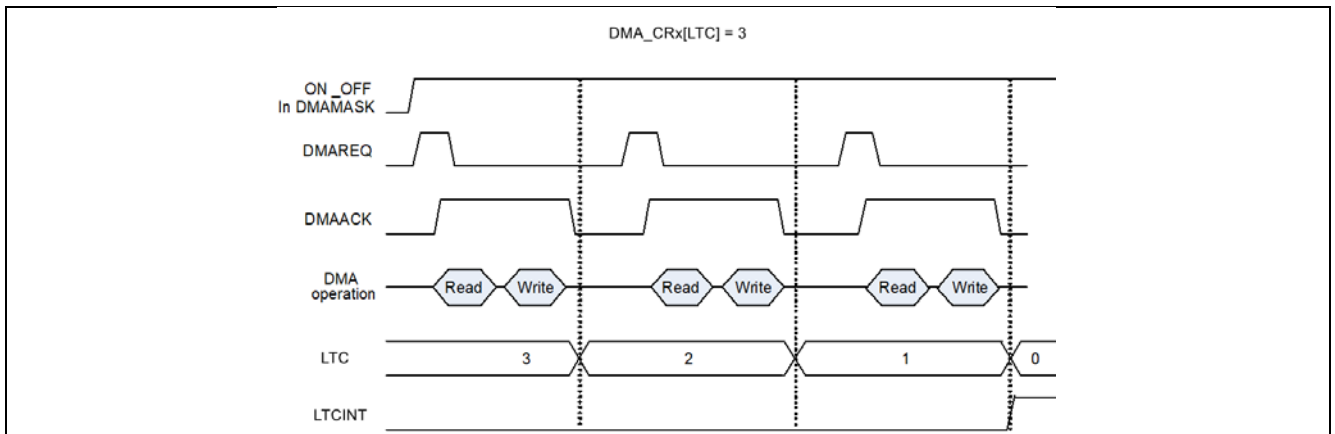 DMA_CRx[LTC] = 3
ON _OFF
In DMAMASK
DMAREQ
DMAACK
DMA
operation
Read
Write
Read
Write
Read
Write
LTC
3
2
1
0
LTCINT